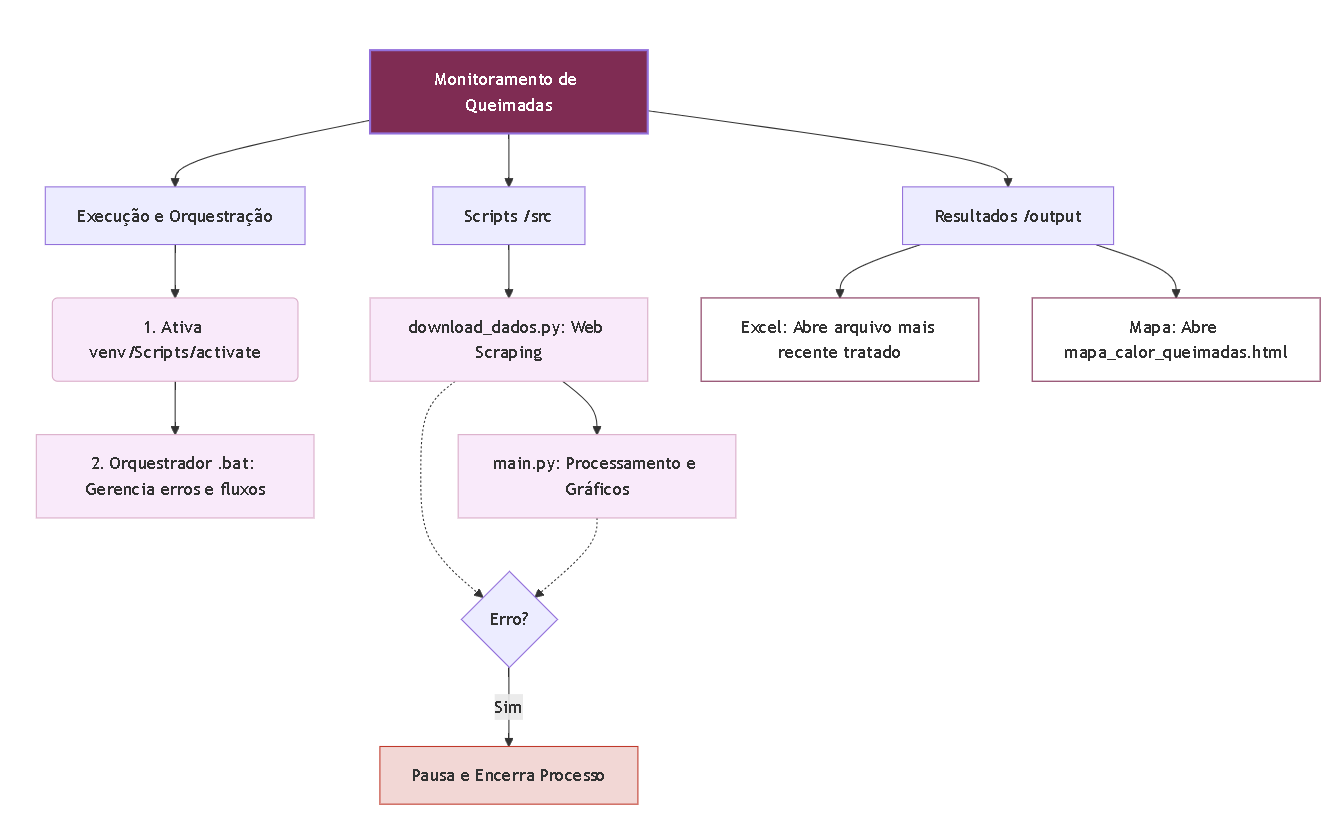 Monitoramento de
Queimadas
Execução e Orquestração
Scripts /src
Resultados /output
1. Ativa
venv/Scripts/activate
download_dados.py: Web
Scraping
Excel: Abre arquivo mais
recente tratado
Mapa: Abre
mapa_calor_queimadas.html
2. Orquestrador .bat:
Gerencia erros e fluxos
main.py: Processamento e
Gráficos
Erro?
Sim
Pausa e Encerra Processo